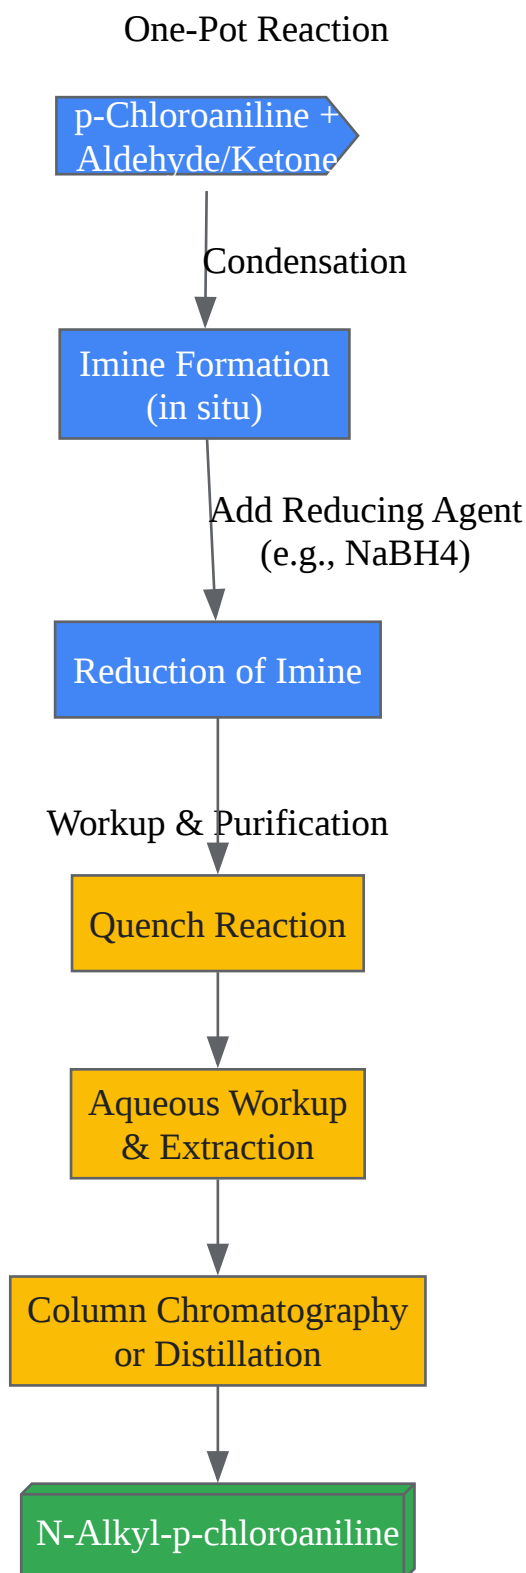 One-Pot Reaction
p-Chloroaniline +
Aldehyde/Ketone
Condensation
Imine Formation
(in situ)
Add Reducing Agent
(e.g., NaBH4)
Reduction of Imine
Workup & Purification
Quench Reaction
Aqueous Workup
& Extraction
Column Chromatography
or Distillation
N-Alkyl-p-chloroaniline